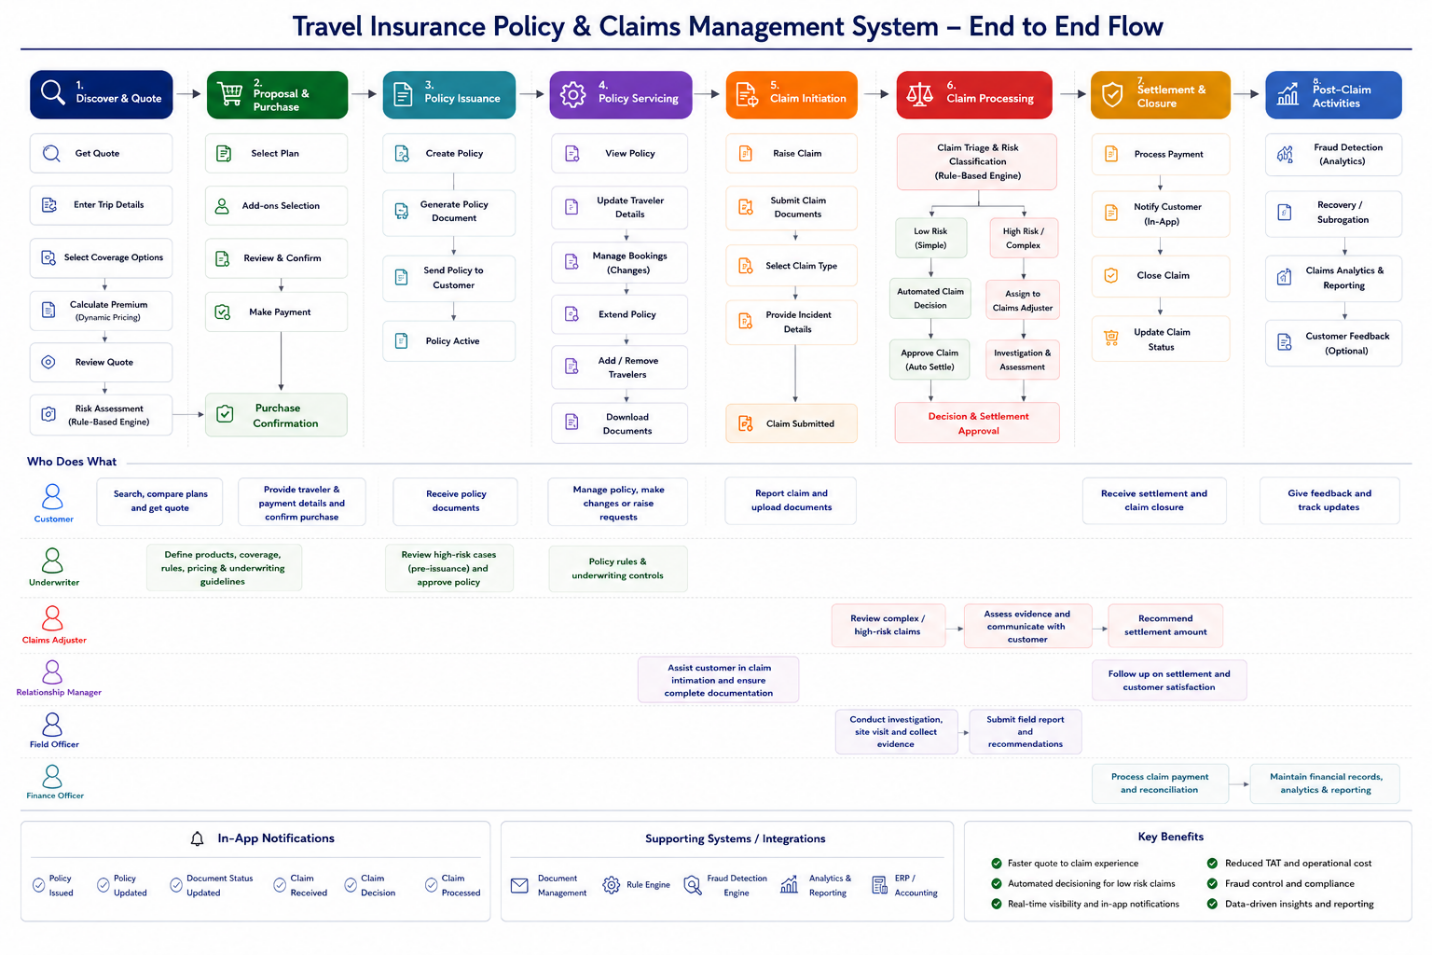 Travel Insurance Policy & Claims Management System – End to End Flow
1.
Discover & Quote
2.
Proposal &
Purchase
3.
Policy Issuance
4.
Policy Servicing
5.
Claim Initiation
6.
Claim Processing
7.
Settlement &
Closure
8.
Post-Claim
Activities
Get Quote
Enter Trip Details
Select Coverage Options
Calculate Premium
(Dynamic Pricing)
Review Quote
Risk Assessment
(Rule-Based Engine)
Select Plan
Add-ons Selection
Review & Confirm
Make Payment
Purchase
Confirmation
Create Policy
Generate Policy
Document
Send Policy to
Customer
Policy Active
View Policy
Update Traveler
Details
Manage Bookings
(Changes)
Extend Policy
Add / Remove
Travelers
Download
Documents
Raise Claim
Submit Claim
Documents
Select Claim Type
Provide Incident
Details
Claim Submitted
Claim Triage & Risk
Classification
(Rule-Based Engine)
Low Risk
(Simple)
High Risk /
Complex
Automated Claim
Decision
Assign to
Claims Adjuster
Approve Claim
(Auto Settle)
Investigation &
Assessment
Decision & Settlement
Approval
Process Payment
Notify Customer
(In-App)
Close Claim
Update Claim
Status
Fraud Detection
(Analytics)
Recovery /
Subrogation
Claims Analytics &
Reporting
Customer Feedback
(Optional)
Who Does What
Customer
Search, compare plans
and get quote
Provide traveler &
payment details and
confirm purchase
Receive policy
documents
Manage policy, make
changes or raise
requests
Report claim and
upload documents
Receive settlement and
claim closure
Give feedback and
track updates
Underwriter
Define products, coverage,
rules, pricing & underwriting
guidelines
Review high-risk cases
(pre-issuance) and
approve policy
Policy rules &
underwriting controls
Claims Adjuster
Review complex /
high-risk claims
Assess evidence and
communicate with
customer
Recommend
settlement amount
Relationship Manager
Assist customer in claim
intimation and ensure
complete documentation
Follow up on settlement and
customer satisfaction
Field Officer
Conduct investigation,
site visit and collect
evidence
Submit field report
and
recommendations
Finance Officer
Process claim payment
and reconciliation
Maintain financial records,
analytics & reporting
In-App Notifications
Policy
Issued
Policy
Updated
Document Status
Updated
Claim
Received
Claim
Decision
Claim
Processed
Supporting Systems / Integrations
Document
Management
Rule Engine
Fraud Detection
Engine
Analytics &
Reporting
ERP /
Accounting
Key Benefits
Faster quote to claim experience
Automated decisioning for low risk claims
Real-time visibility and in-app notifications
Reduced TAT and operational cost
Fraud control and compliance
Data-driven insights and reporting